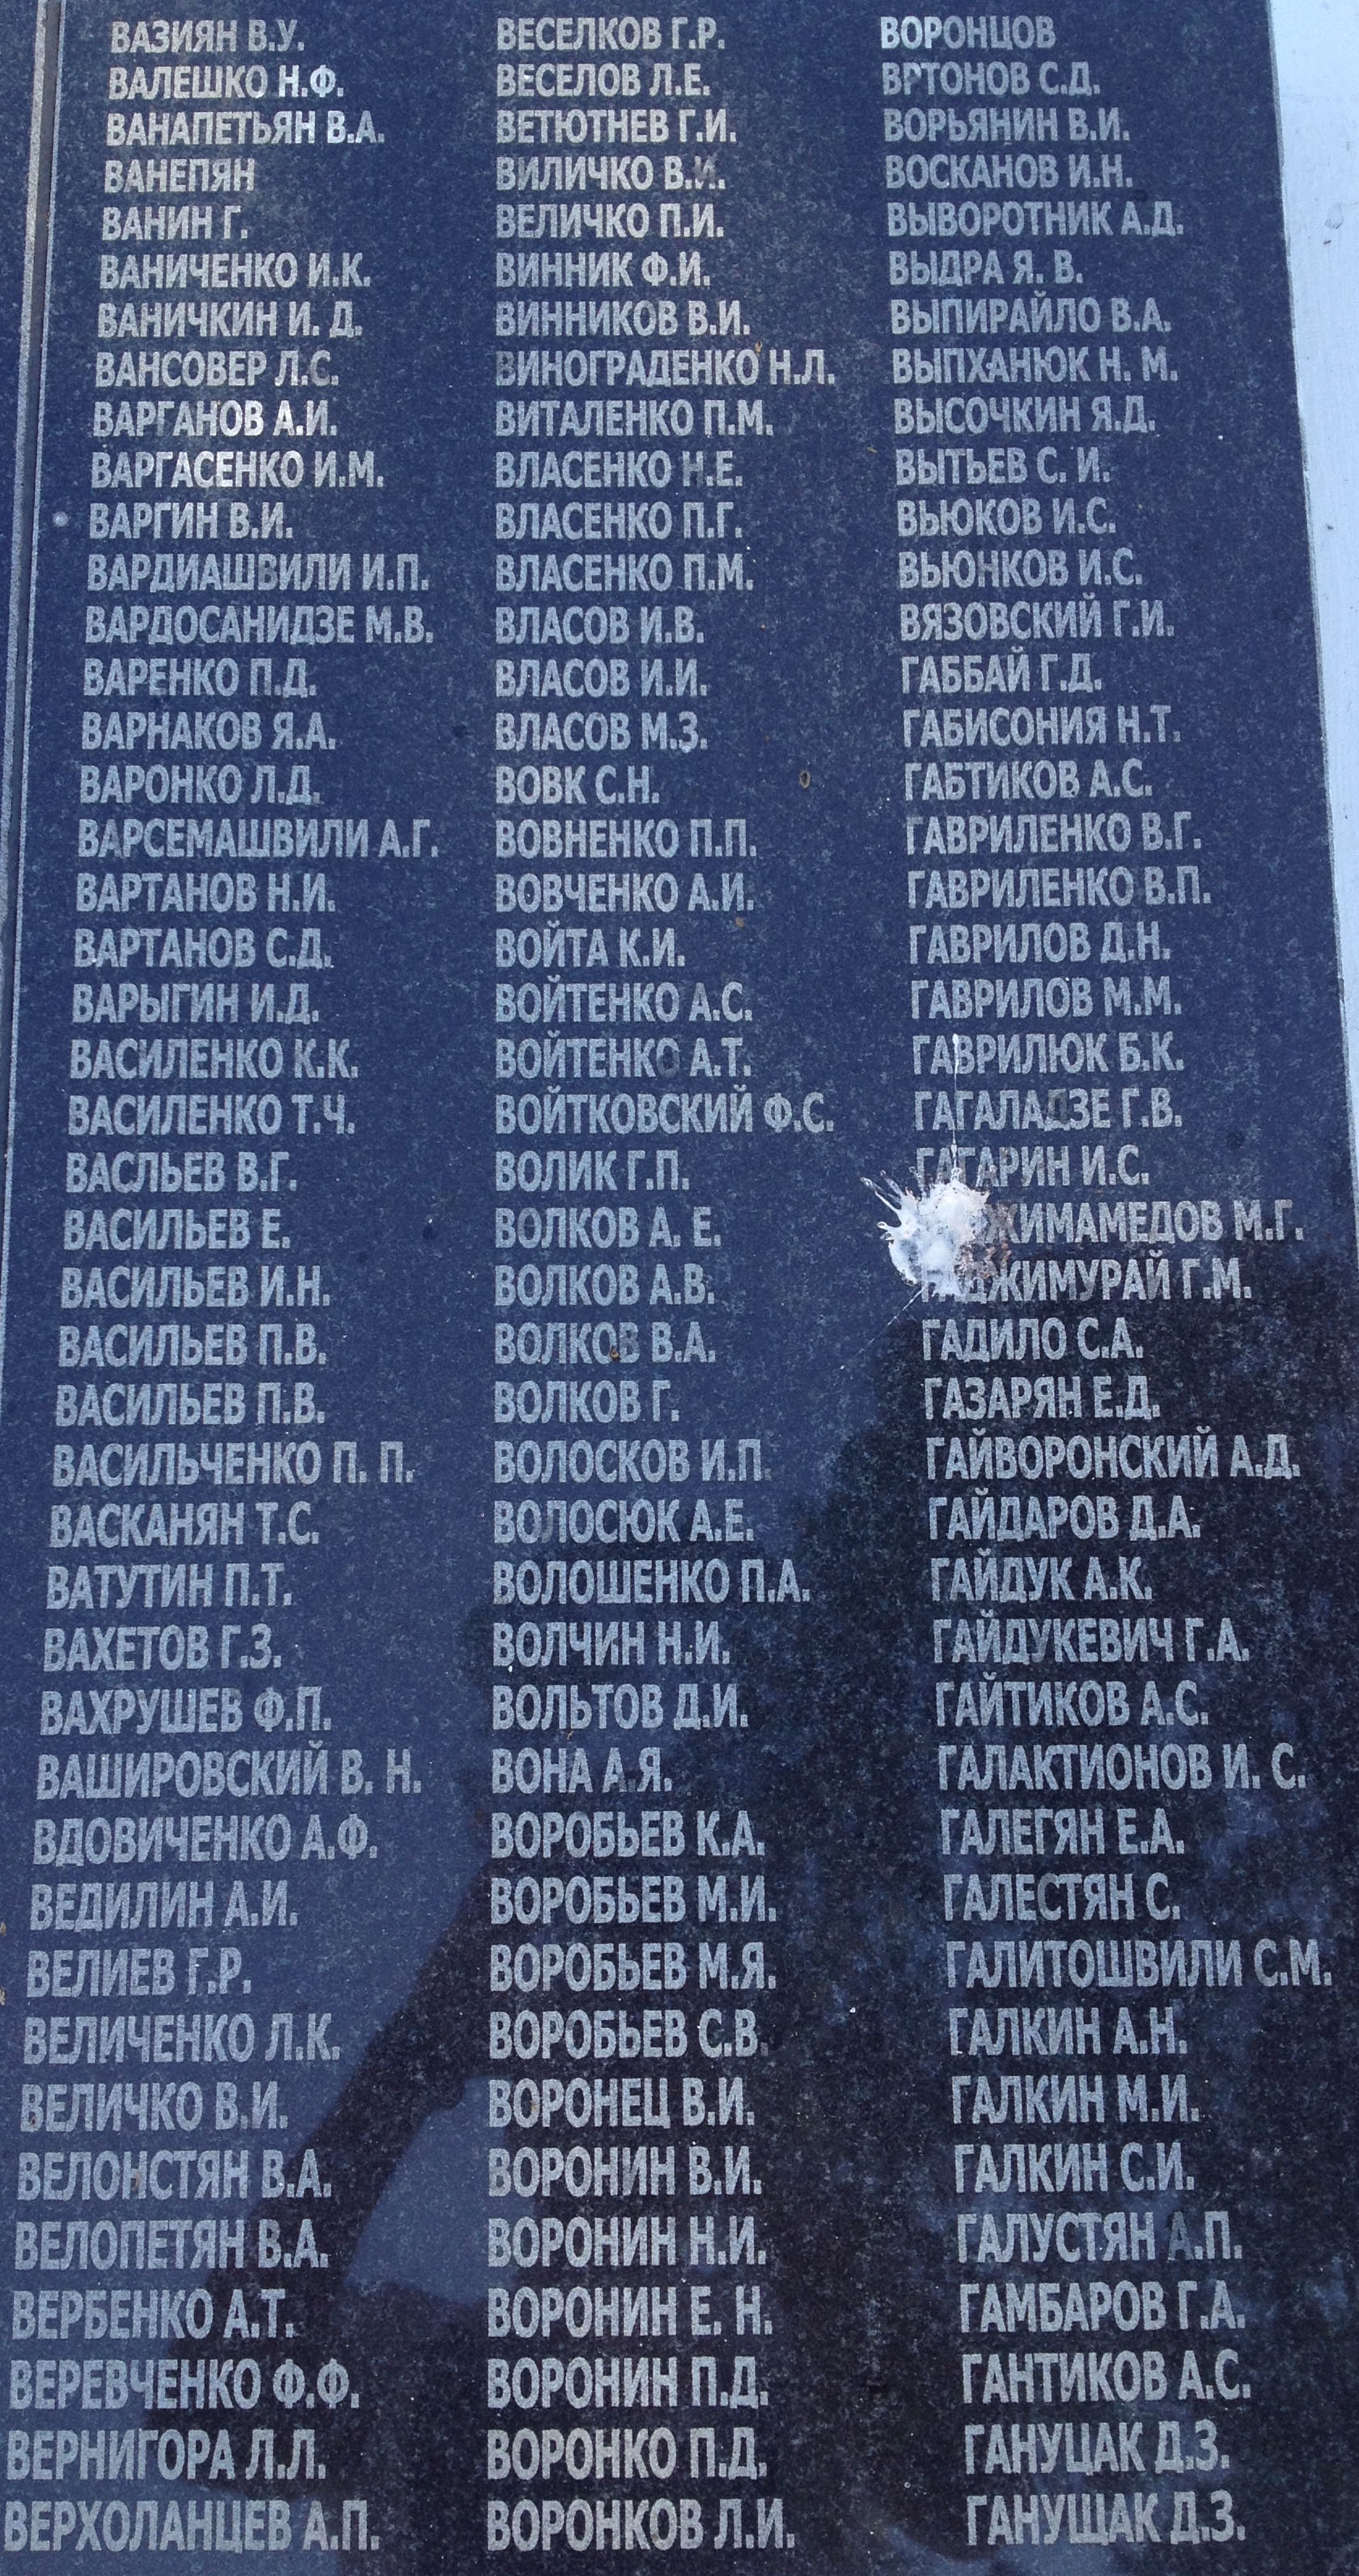 ВАЗИЯН В.У.
ВАЛЕШКО Н.Ф.
ВАНАПЕТЬЯН В.А.
ВАНЕПЯН
ВАНИН Г.
ВАНИЧЕНКО И.К.
ВАНИЧКИН И. Д.
ВАНСОВЕР Л.С.
ВАРГАНОВ А.И.
ВАРГАСЕНКО И.М.
ВАРГИН В.И.
ВАРДИАШВИЛИ И.П.
ВАРДОСАНИДЗЕ М.В.
ВАРЕНКО П.Д.
ВАРНАКОВ Я.А.
ВАРОНКО Л.Д.
ВАРСЕМАШВИЛИ А.Г.
ВАРТАНОВ Н.И.
ВАРТАНОВ С.Д.
ВАРЫГИН И.Д.
ВАСИЛЕНКО К.К.
ВАСИЛЕНКО Т.Ч.
ВАСЛЬЕВ В.Г.
ВАСИЛЬЕВ Е.
ВАСИЛЬЕВ И.Н.
ВАСИЛЬЕВ П.В.
ВАСИЛЬЕВ П.В.
ВАСИЛЬЧЕНКО П. П.
ВАСКАНЯН Т.С.
ВАТУТИН П.Т.
ВАХЕТОВ Г.З.
ВАХРУШЕВ Ф.П.
ВАШИРОВСКИЙ В. Н.
ВДОВИЧЕНКО А.Ф.
ВЕДИЛИН А.И.
ВЕЛИЕВ Г.Р.
ВЕЛИЧЕНКО Л.К.
ВЕЛИЧКО В.И.
ВЕЛОНСТЯН В.А.
ВЕЛОПЕТЯН В.А.
ВЕРБЕНКО А.Т.
ВЕРЕВЧЕНКО Ф.Ф.
ВЕРНИГОРА Л.Л.
ВЕРХОЛАНЦЕВ А.П.
ВЕСЕЛКОВ Г.Р.
ВЕСЕЛОВ Л.Е.
ВЕТЮТНЕВ Г.И.
ВИЛИЧКО В.И.
ВЕЛИЧКО П.И.
ВИННИК Ф.И.
ВИННИКОВ В.И.
ВИНОГРАДЕНКО Н.Л.
ВИТАЛЕНКО П.М.
ВЛАСЕНКО Н.Е.
ВЛАСЕНКО П.Г.
ВЛАСЕНКО П.М.
ВЛАСОВ И.В.
ВЛАСОВ И.И.
ВЛАСОВ М.З.
ВОВК С.Н.
ВОВНЕНКО П.П.
ВОВЧЕНКО А.И.
ВОЙТА К.И.
ВОЙТЕНКО А.С.
ВОЙТЕНКО А.Т.
ВОЙТКОВСКИЙ Ф.С.
ВОЛИК Г.П.
ВОЛКОВ А. Е.
ВОЛКОВ А.В.
ВОЛКОВ В.А.
ВОЛКОВ Г.
ВОЛОСКОВ И.П.
ВОЛОСЮК А.Е.
ВОЛОШЕНКО П.А.
ВОЛЧИН Н.И.
ВОЛЬТОВ Д.И.
ВОНА А.Я.
ВОРОБЬЕВ К.А.
ВОРОБЬЕВ М.И.
ВОРОБЬЕВ М.Я.
ВОРОБЬЕВ С.В.
ВОРОНЕЦ В.И.
ВОРОНИН В.И.
ВОРОНИН Н.И.
ВОРОНИН Е. Н.
ВОРОНИН П.Д.
ВОРОНКО П.Д.
ВОРОНКОВ Л.И.
ВОРОНЦОВ
ВРТОНОВ С.Д.
ВОРЬЯНИН В.И.
ВОСКАНОВ И.Н.
ВЫВОРОТНИК А.Д.
ВЫДРА Я. В.
ВЫПИРАЙЛО В.А.
ВЫПХАНЮК Н. М.
ВЫСОЧКИН Я.Д.
ВЫТЬЕВ С. И.
ВЬЮКОВ И.С.
ВЬЮНКОВ И.С.
ВЯЗОВСКИЙ Г.И.
ГАББАЙ Г.Д.
ГАБИСОНИЯ Н.Т.
ГАБТИКОВ А.С.
ГАВРИЛЕНКО В.Г.
ГАВРИЛЕНКО В.П.
ГАВРИЛОВ Д.Н.
ГАВРИЛОВ М.М.
ГАВРИЛЮК Б.К.
ГАГАЛАДЗЕ Г.В.
ГАГАРИН И.С.
М.Г.
ГАДЖИМУРАЙ Г.М.
ГАДИЛО С.А.
ГАЗАРЯН Е.Д.
ГАЙВОРОНСКИЙ А.Д.
ГАЙДАРОВ Д.А.
ГАЙДУК А.К.
ГАЙДУКЕВИЧ Г.А.
ГАЙТИКОВ А.С.
ГАЛАКТИОНОВ И. С.
ГАЛЕГЯН Е.А.
ГАЛЕСТЯН С.
ГАЛИТОШВИЛИ С.М.
ГАЛКИН А.Н.
ГАЛКИН М.И.
ГАЛКИН С.И.
ГАЛУСТЯН А.П.
ГАМБАРОВ Г.А.
ГАНТИКОВ А.С.
ГАНУЦАК Д.З.
ГАНУЩАК Д.З.